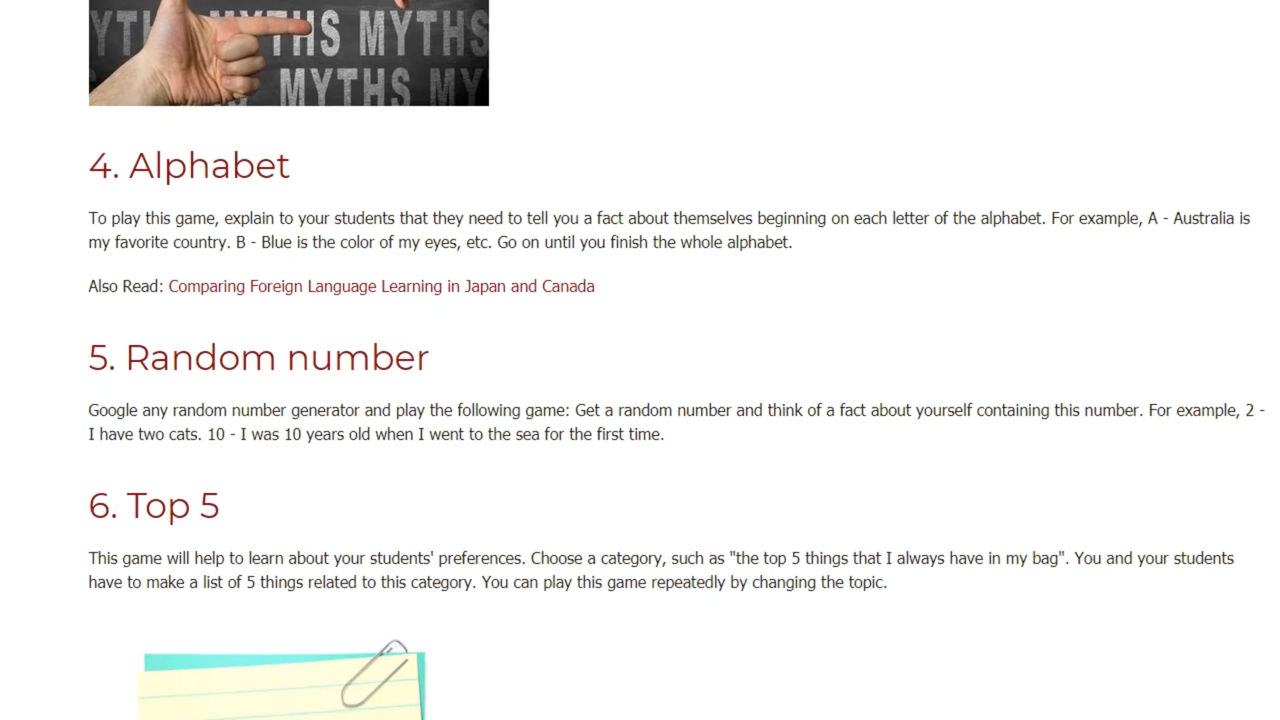 MYTHS MYTHS
MYTHS MY
4. Alphabet
To play this game, explain to your students that they need to tell you a fact about themselves beginning on each letter of the alphabet. For example, A - Australia is
my favorite country. B - Blue is the color of my eyes, etc. Go on until you finish the whole alphabet.
Also Read: Comparing Foreign Language Learning in Japan and Canada
5. Random number
Google any random number generator and play the following game: Get a random number and think of a fact about yourself containing this number. For example, 2 -
I have two cats. 10 - I was 10 years old when I went to the sea for the first time.
6. Top 5
This game will help to learn about your students' preferences. Choose a category, such as "the top 5 things that I always have in my bag". You and your students
have to make a list of 5 things related to this category. You can play this game repeatedly by changing the topic.